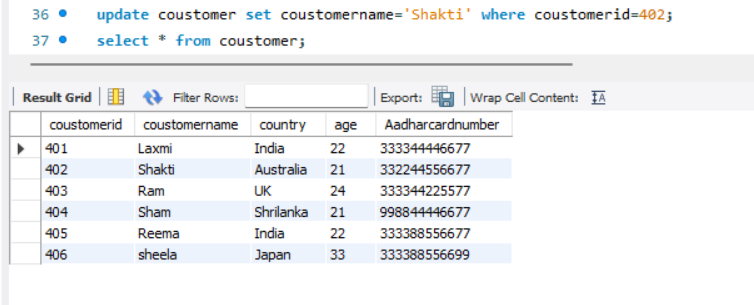 36 update coustomer set coustomername='Shakti' where coustomerid=402;
37 select * from coustomer;
Result Grid Filter Rows: Export: Wrap Cell Content: IA
coustomerid coustomername country age Aadharcardnumber
401 Laxmi India 22 333344446677
402 Shakti Australia 21 332244556677
403 Ram UK 24 333344225577
404 Sham Shrilanka 21 998844446677
405 Reema India 22 333388556677
406 sheela Japan 33 333388556699